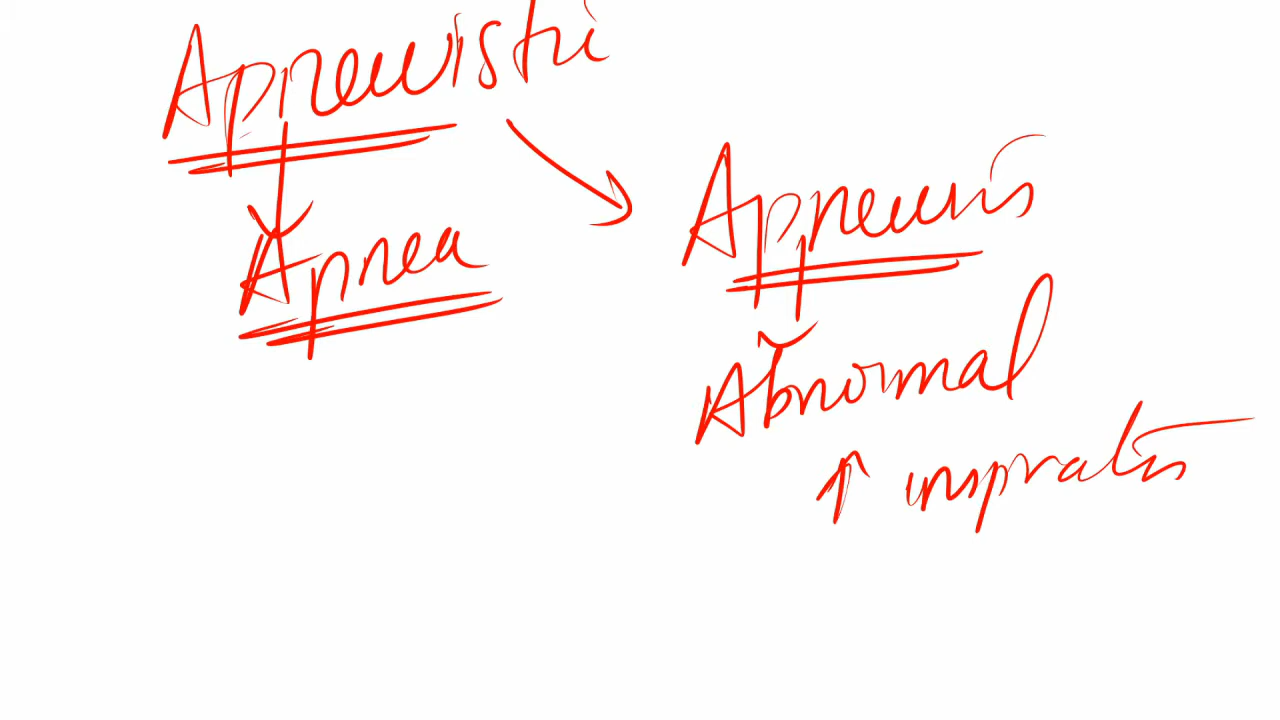 Apneustic
Apnea
Apneusis
Abnormal
↑ inspiration